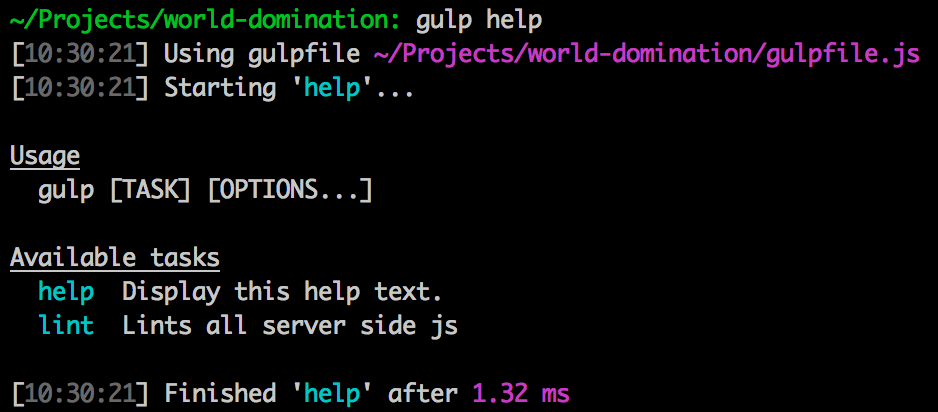 ~/Projects/world-domination: gulp help
[10:30:21] Using gulpfile ~/Projects/world-domination/gulpfile.js
[10:30:21] Starting 'help'...
Usage
gulp [TASK] [OPTIONS...]
Available tasks
help Display this help text.
lint Lints all server side js
[10:30:21] Finished 'help' after 1.32 ms